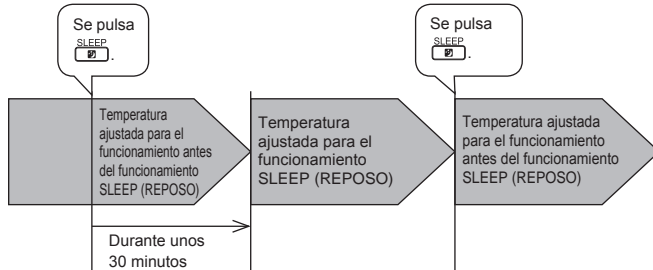 Se pulsa
SLEEP
.
Se pulsa
SLEEP
.
Temperatura
ajustada para el
funcionamiento antes
del funcionamiento
SLEEP (REPOSO)
Temperatura
ajustada para el
funcionamiento
SLEEP (REPOSO)
Temperatura ajustada
para el funcionamiento
antes del funcionamiento
SLEEP (REPOSO)
Durante unos
30 minutos